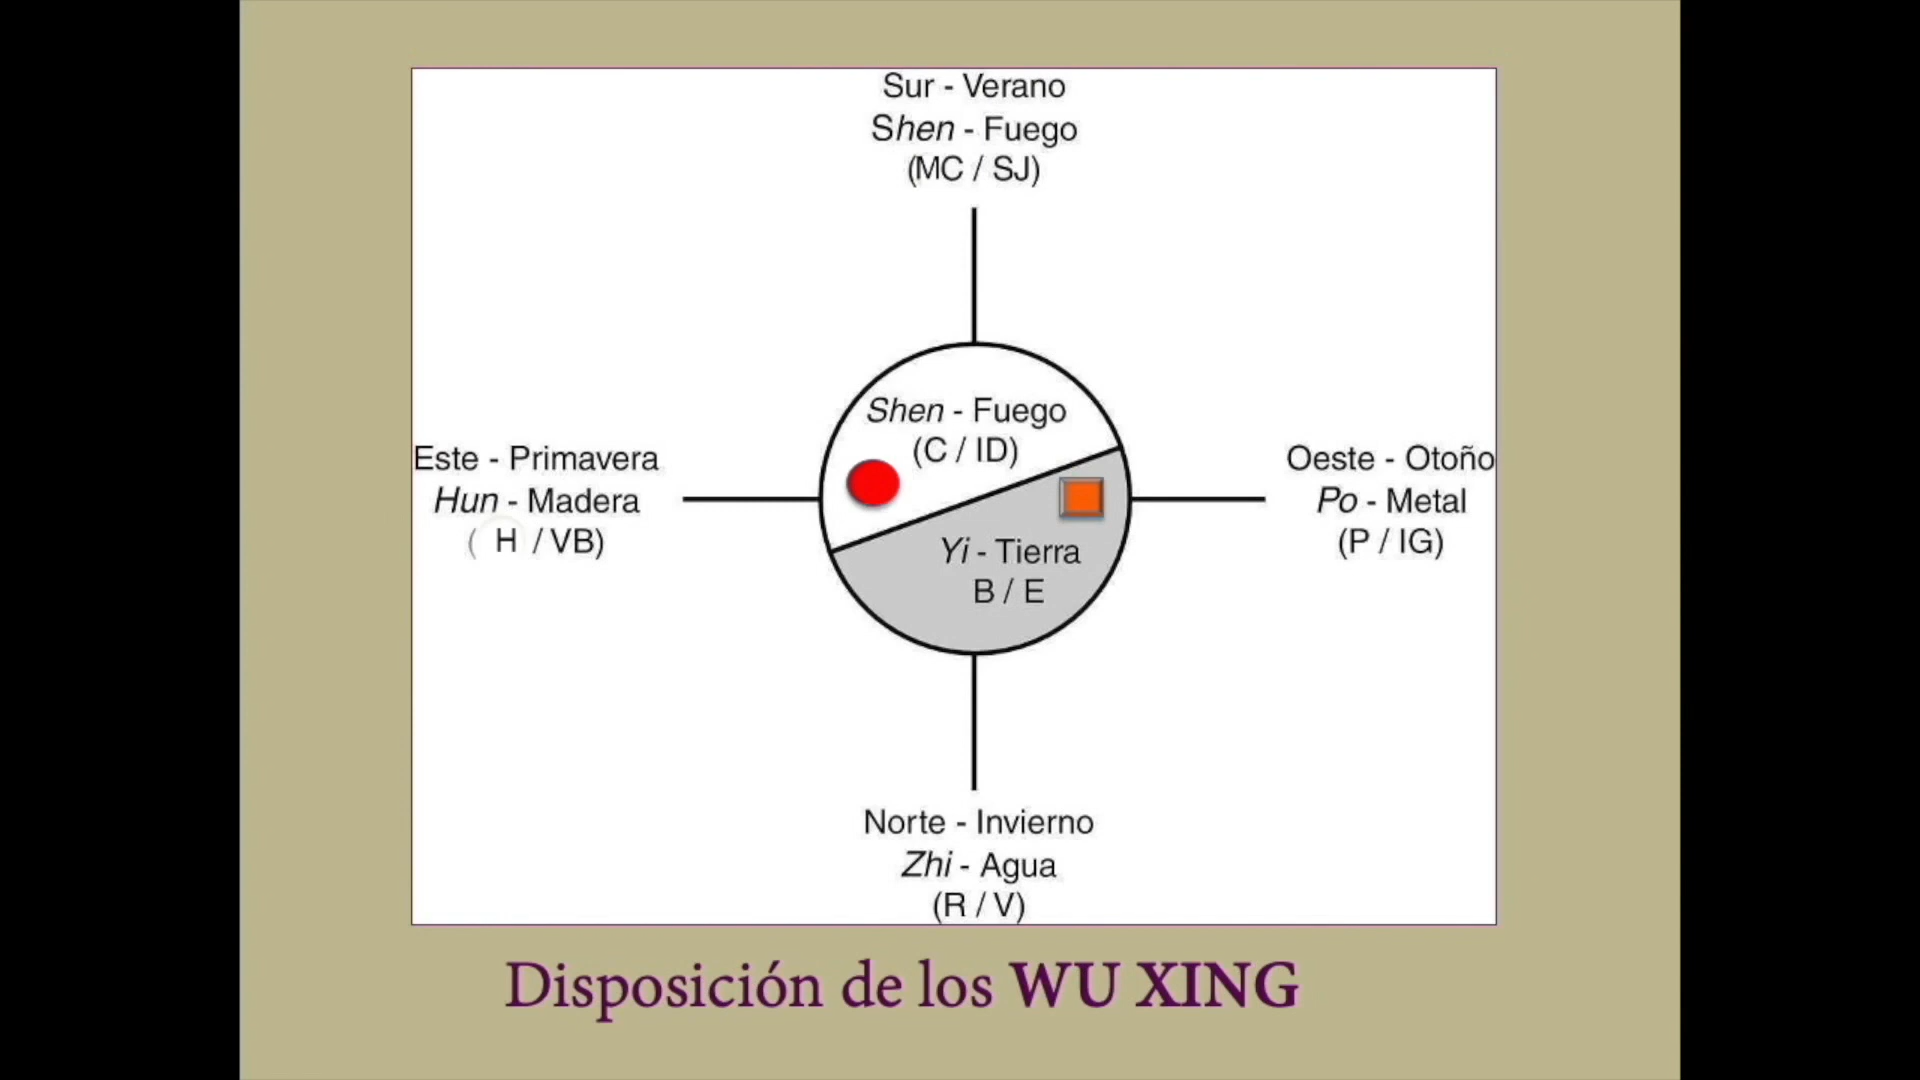 Sur - Verano
Shen - Fuego
(MC / SJ)
Shen - Fuego
(C / ID)
Este - Primavera
Hun - Madera
( H / VB)
Oeste - Otoño
Po - Metal
(P / IG)
Yi - Tierra
B / E
Norte - Invierno
Zhi - Agua
(R / V)
Disposición de los WU XING